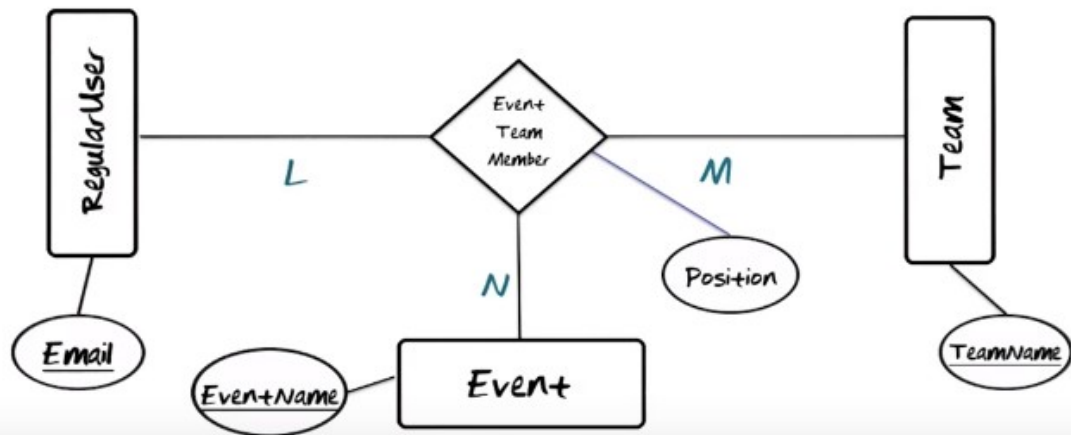 RegularUser
Event
Team
Member
Team
L
M
N
Position
Email
TeamName
EventName
Event